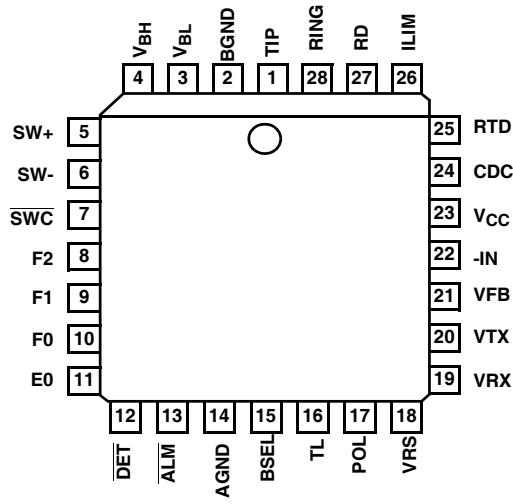 VBH VBL BGND TIP RING RD ILIM
4 3 2 1 28 27 26
SW+ 5 25 RTD
SW- 6 24 CDC
SWC 7 23 VCC
F2 8 22 -IN
F1 9 21 VFB
F0 10 20 VTX
E0 11 19 VRX
12 13 14 15 16 17 18
DET ALM AGND BSEL TL POL VRS